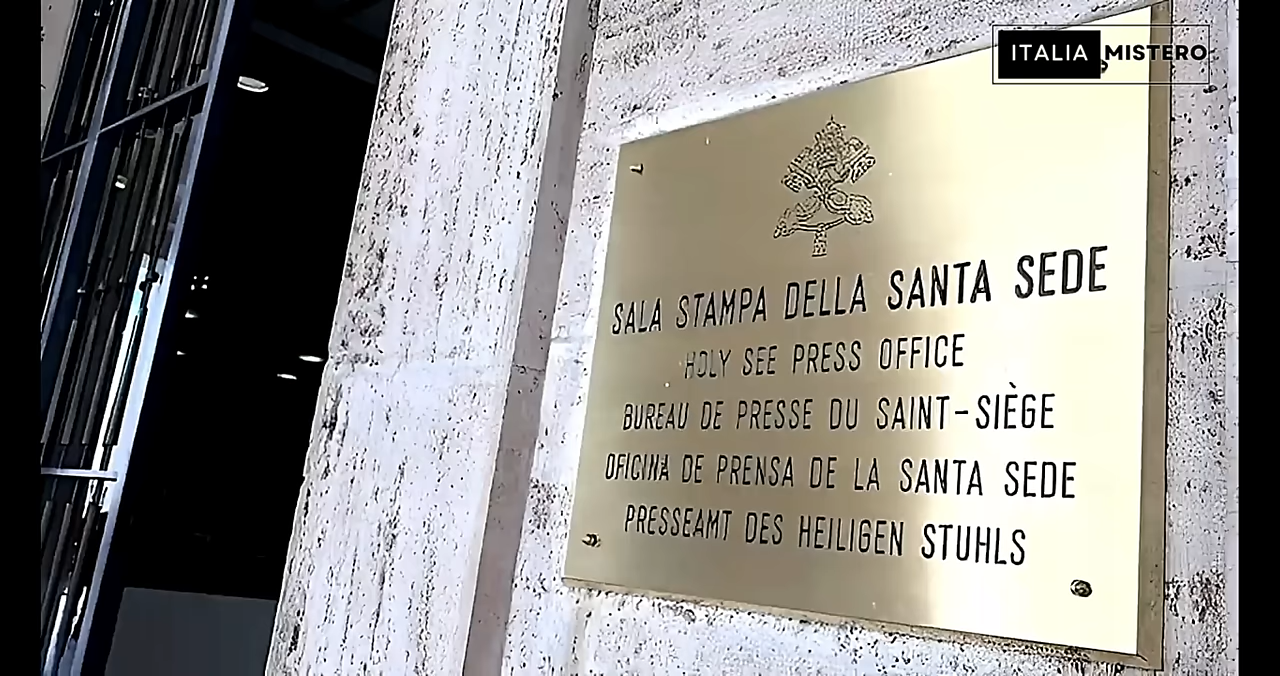 ITALIA MISTERO
SALA STAMPA DELLA SANTA SEDE
HOLY SEE PRESS OFFICE
BUREAU DE PRESSE DU SAINT-SIÈGE
OFICINA DE PRENSA DE LA SANTA SEDE
PRESSEAMT DES HEILIGEN STUHLS